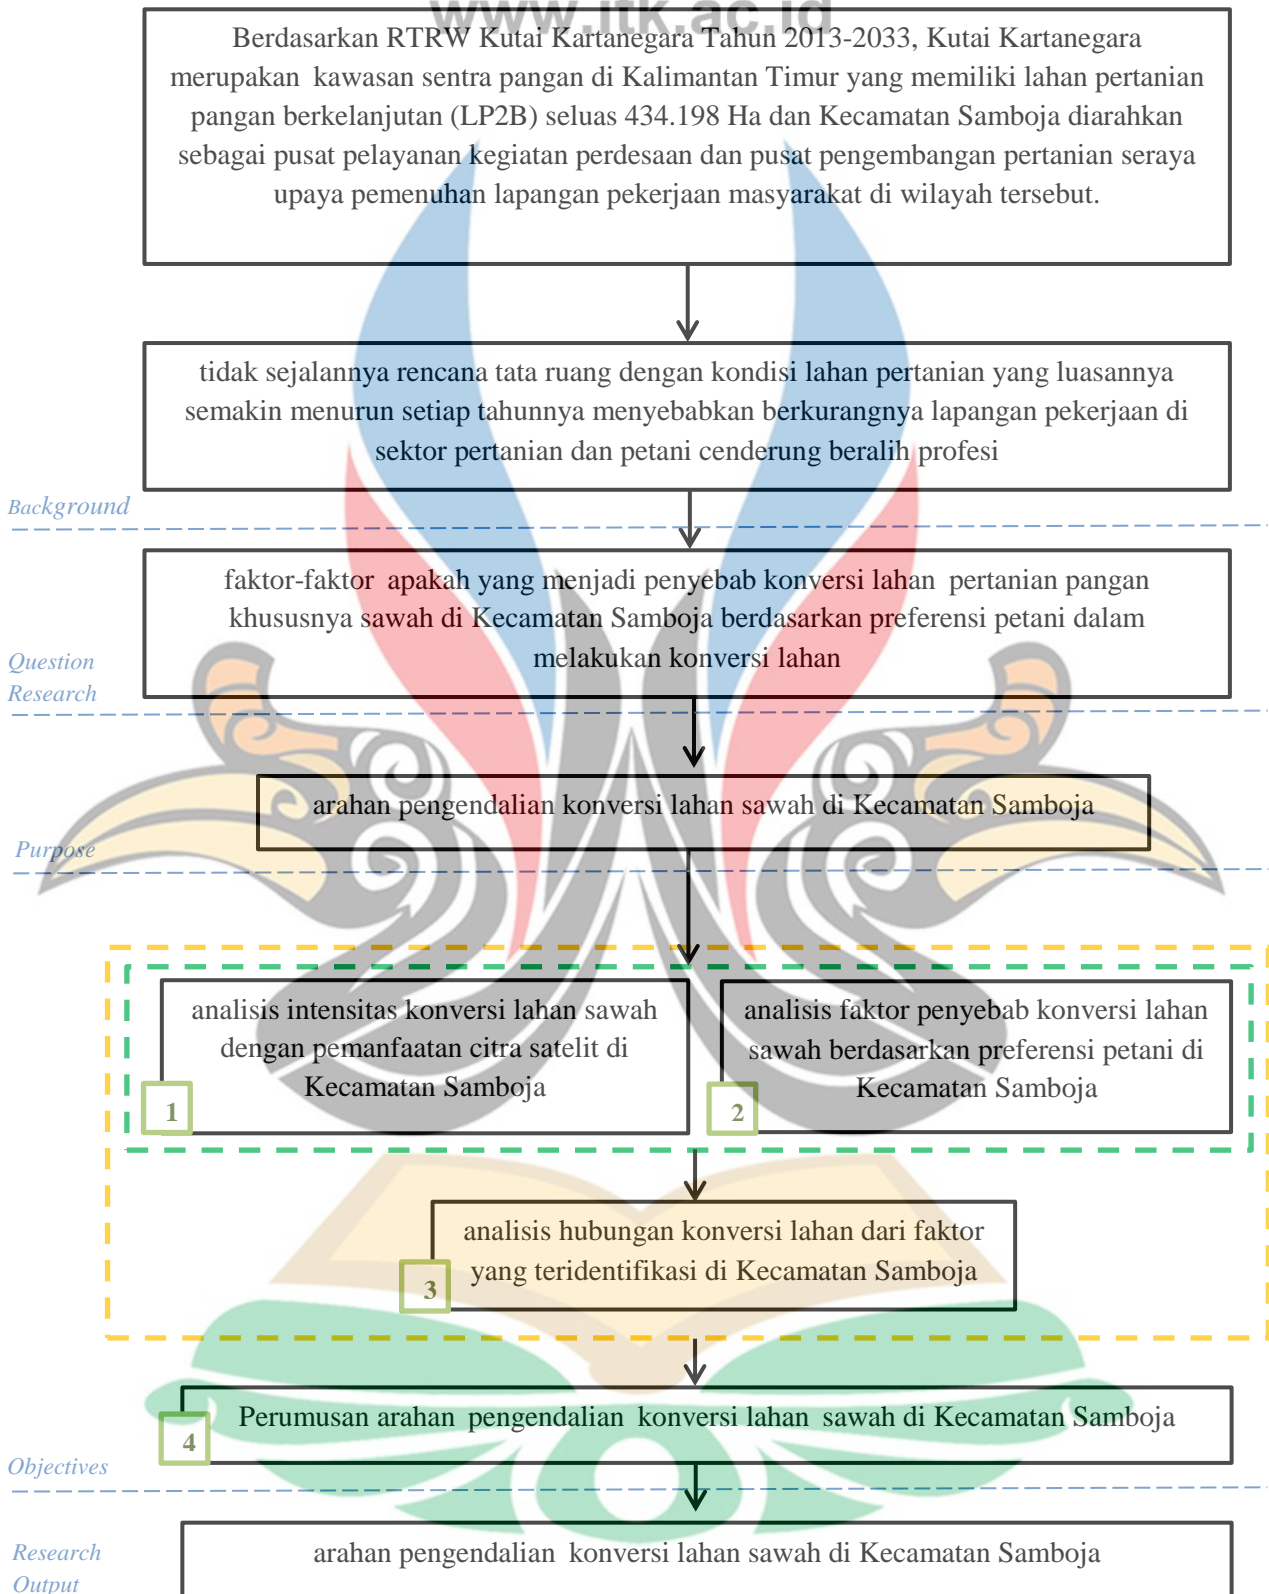 www.itk.ac.id
Berdasarkan RTRW Kutai Kartanegara Tahun 2013-2033, Kutai Kartanegara
merupakan kawasan sentra pangan di Kalimantan Timur yang memiliki lahan pertanian
pangan berkelanjutan (LP2B) seluas 434.198 Ha dan Kecamatan Samboja diarahkan
sebagai pusat pelayanan kegiatan perdesaan dan pusat pengembangan pertanian seraya
upaya pemenuhan lapangan pekerjaan masyarakat di wilayah tersebut.
tidak sejalannya rencana tata ruang dengan kondisi lahan pertanian yang luasannya
semakin menurun setiap tahunnya menyebabkan berkurangnya lapangan pekerjaan di
sektor pertanian dan petani cenderung beralih profesi
Background
faktor-faktor apakah yang menjadi penyebab konversi lahan pertanian pangan
khususnya sawah di Kecamatan Samboja berdasarkan preferensi petani dalam
melakukan konversi lahan
Question
Research
arahan pengendalian konversi lahan sawah di Kecamatan Samboja
Purpose
analisis intensitas konversi lahan sawah
dengan pemanfaatan citra satelit di
Kecamatan Samboja
1
analisis faktor penyebab konversi lahan
sawah berdasarkan preferensi petani di
Kecamatan Samboja
2
analisis hubungan konversi lahan dari faktor
yang teridentifikasi di Kecamatan Samboja
3
Perumusan arahan pengendalian konversi lahan sawah di Kecamatan Samboja
4
Objectives
arahan pengendalian konversi lahan sawah di Kecamatan Samboja
Research
Output